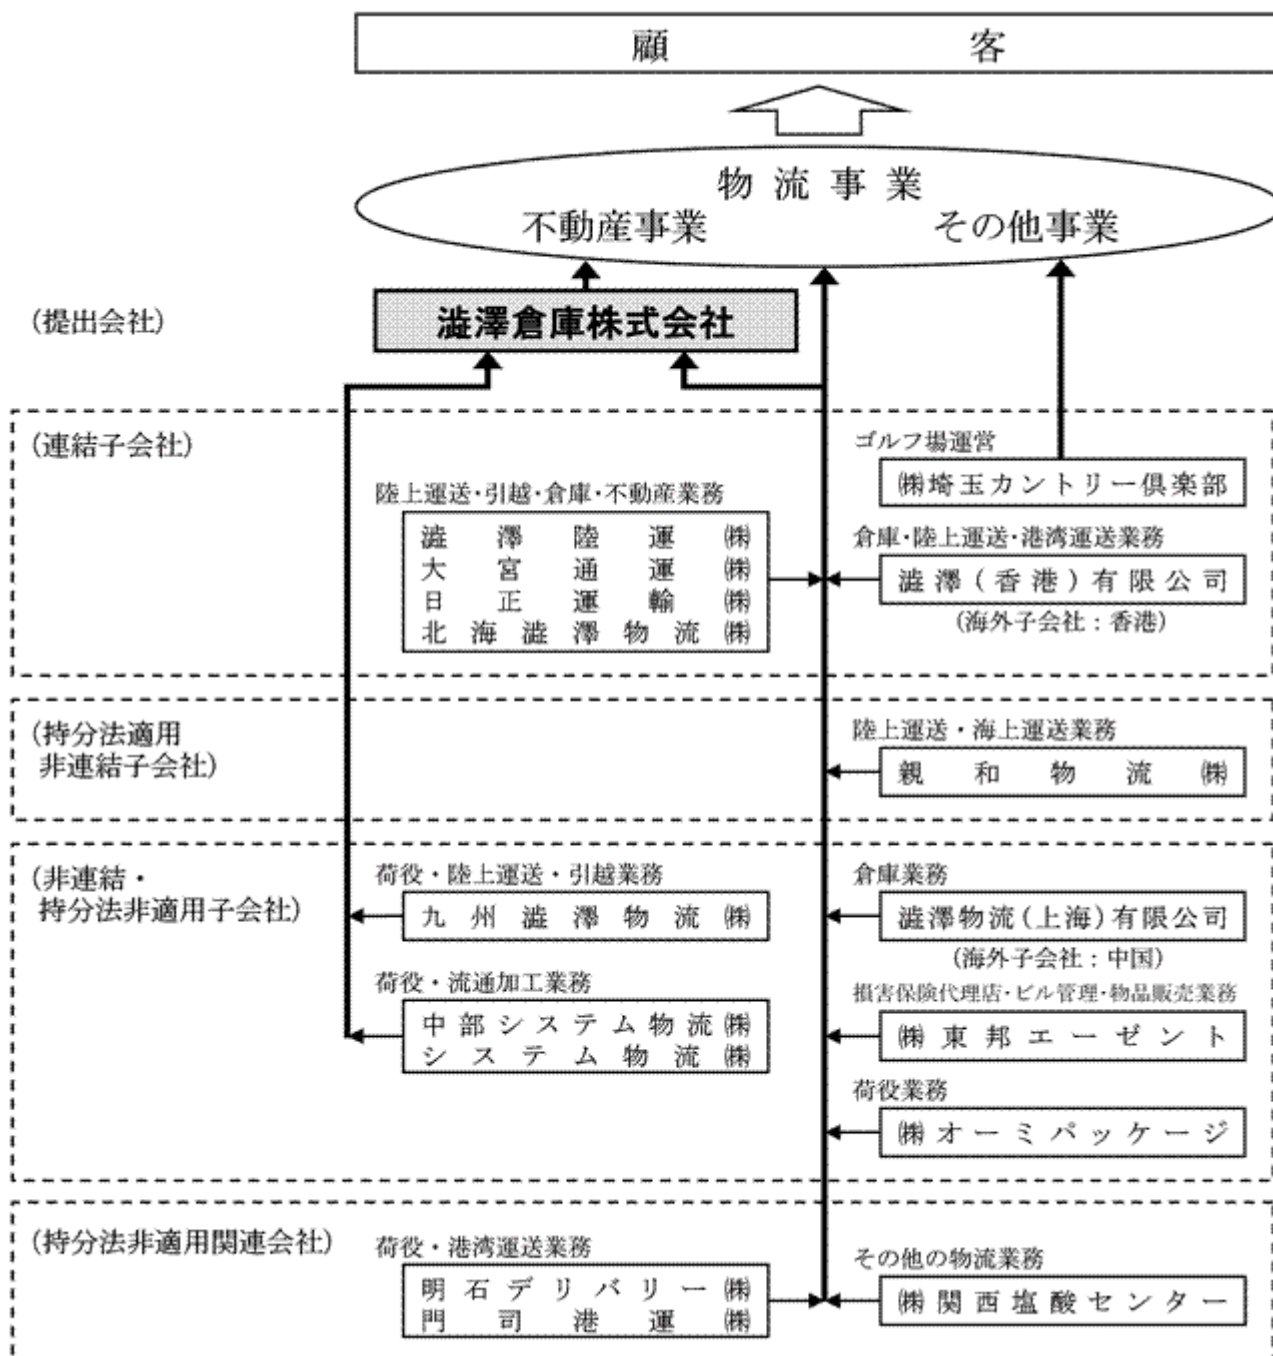 顧客
物流事業
不動産事業 その他事業
(提出会社)
澁澤倉庫株式会社
(連結子会社)
陸上運送・引越・倉庫・不動産業務
澁澤陸運㈱
大宮通運㈱
日正運輸㈱
北海澁澤物流㈱
ゴルフ場運営
㈱埼玉カントリー倶楽部
倉庫・陸上運送・港湾運送業務
澁澤(香港)有限公司
(海外子会社:香港)
(持分法適用
非連結子会社)
陸上運送・海上運送業務
親和物流㈱
(非連結・
持分法非適用子会社)
荷役・陸上運送・引越業務
九州澁澤物流㈱
荷役・流通加工業務
中部システム物流㈱
システム物流㈱
倉庫業務
澁澤物流(上海)有限公司
(海外子会社:中国)
損害保険代理店・ビル管理・物品販売業務
㈱東邦エーゼント
荷役業務
㈱オーミパッケージ
(持分法非適用関連会社)
荷役・港湾運送業務
明石デリバリー㈱
門司港運㈱
その他の物流業務
㈱関西塩酸センター